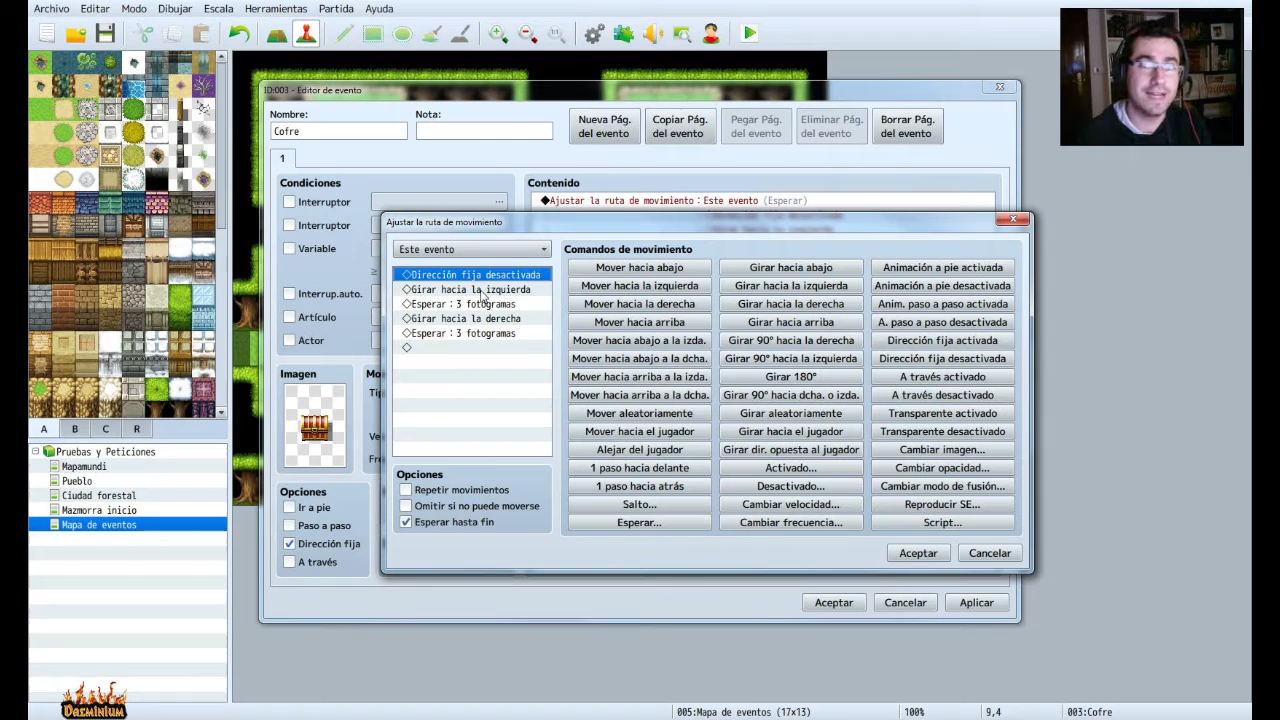 Archivo Editar Modo Dibujar Escala Herramientas Partida Ayuda
ID:003 - Editor de evento
Nombre:
Cofre
Nota:
Nueva Pág. del evento
Copiar Pág. del evento
Pegar Pág. del evento
Eliminar Pág. del evento
Borrar Pág. del evento
1
Condiciones
Interruptor
Interruptor
Variable
Interrup.auto.
Artículo
Actor
Contenido
◆Ajustar la ruta de movimiento：Este evento (Esperar)
Imagen
Opciones
Ir a pie
Paso a paso
Dirección fija
A través
Ajustar la ruta de movimiento
Este evento
◇Dirección fija desactivada
◇Girar hacia la izquierda
◇Esperar：3 fotogramas
◇Girar hacia la derecha
◇Esperar：3 fotogramas
◇
Opciones
Repetir movimientos
Omitir si no puede moverse
Esperar hasta fin
Comandos de movimiento
Mover hacia abajo Girar hacia abajo Animación a pie activada
Mover hacia la izquierda Girar hacia la izquierda Animación a pie desactivada
Mover hacia la derecha Girar hacia la derecha Anim. paso a paso activada
Mover hacia arriba Girar hacia arriba A. paso a paso desactivada
Mover hacia abajo a la izda. Girar 90° hacia la derecha Dirección fija activada
Mover hacia abajo a la dcha. Girar 90° hacia la izquierda Dirección fija desactivada
Mover hacia arriba a la izda. Girar 180° A través activado
Mover hacia arriba a la dcha. Girar 90° hacia dcha. o izda. A través desactivado
Mover aleatoriamente Girar aleatoriamente Transparente activado
Mover hacia el jugador Girar hacia el jugador Transparente desactivado
Alejar del jugador Girar dir. opuesta al jugador Cambiar imagen...
1 paso hacia delante Activado... Cambiar opacidad...
1 paso hacia atrás Desactivado... Cambiar modo de fusión...
Salto... Cambiar velocidad... Reproducir SE...
Esperar... Cambiar frecuencia... Script...
Aceptar Cancelar
Aceptar Cancelar Aplicar
A B C R
Pruebas y Peticiones
Mapamundi
Pueblo
Ciudad forestal
Mazmorra inicio
Mapa de eventos
Dasminium
005:Mapa de eventos (17×13) 100% 9,4 003:Cofre